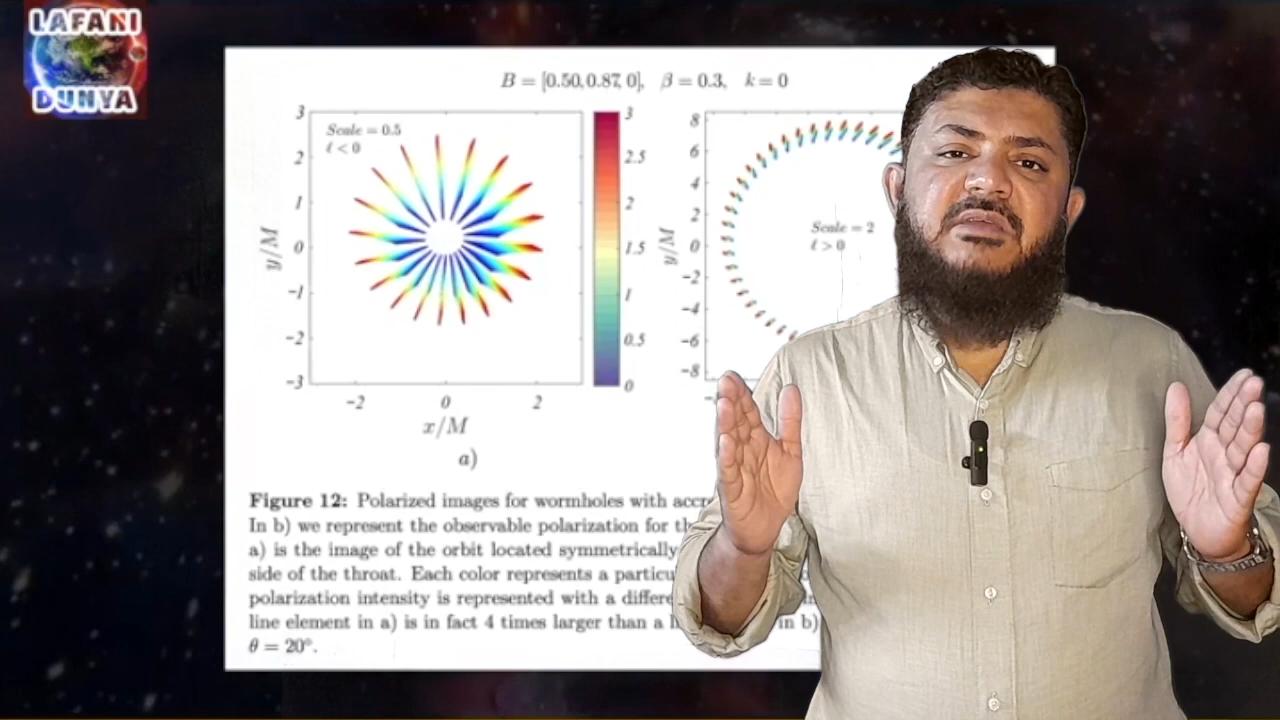 LAFANI
DUNYA
B = [0.50, 0.87, 0], β = 0.3, k = 0
3
2
1
0
−1
−2
−3
Scale = 0.5
ℓ < 0
y/M
−2 0 2
x/M
a)
3
2.5
2
1.5
1
0.5
0
8
6
4
2
0
−2
−4
−6
−8
y/M
Scale = 2
ℓ > 0
Figure 12: Polarized images for wormholes with
In b) we represent the observable polarization for
a) is the image of the orbit located symmetrically
side of the throat. Each color represents a
polarization intensity is represented with a
line element in a) is in fact 4 times larger than a in b)
θ = 20°.